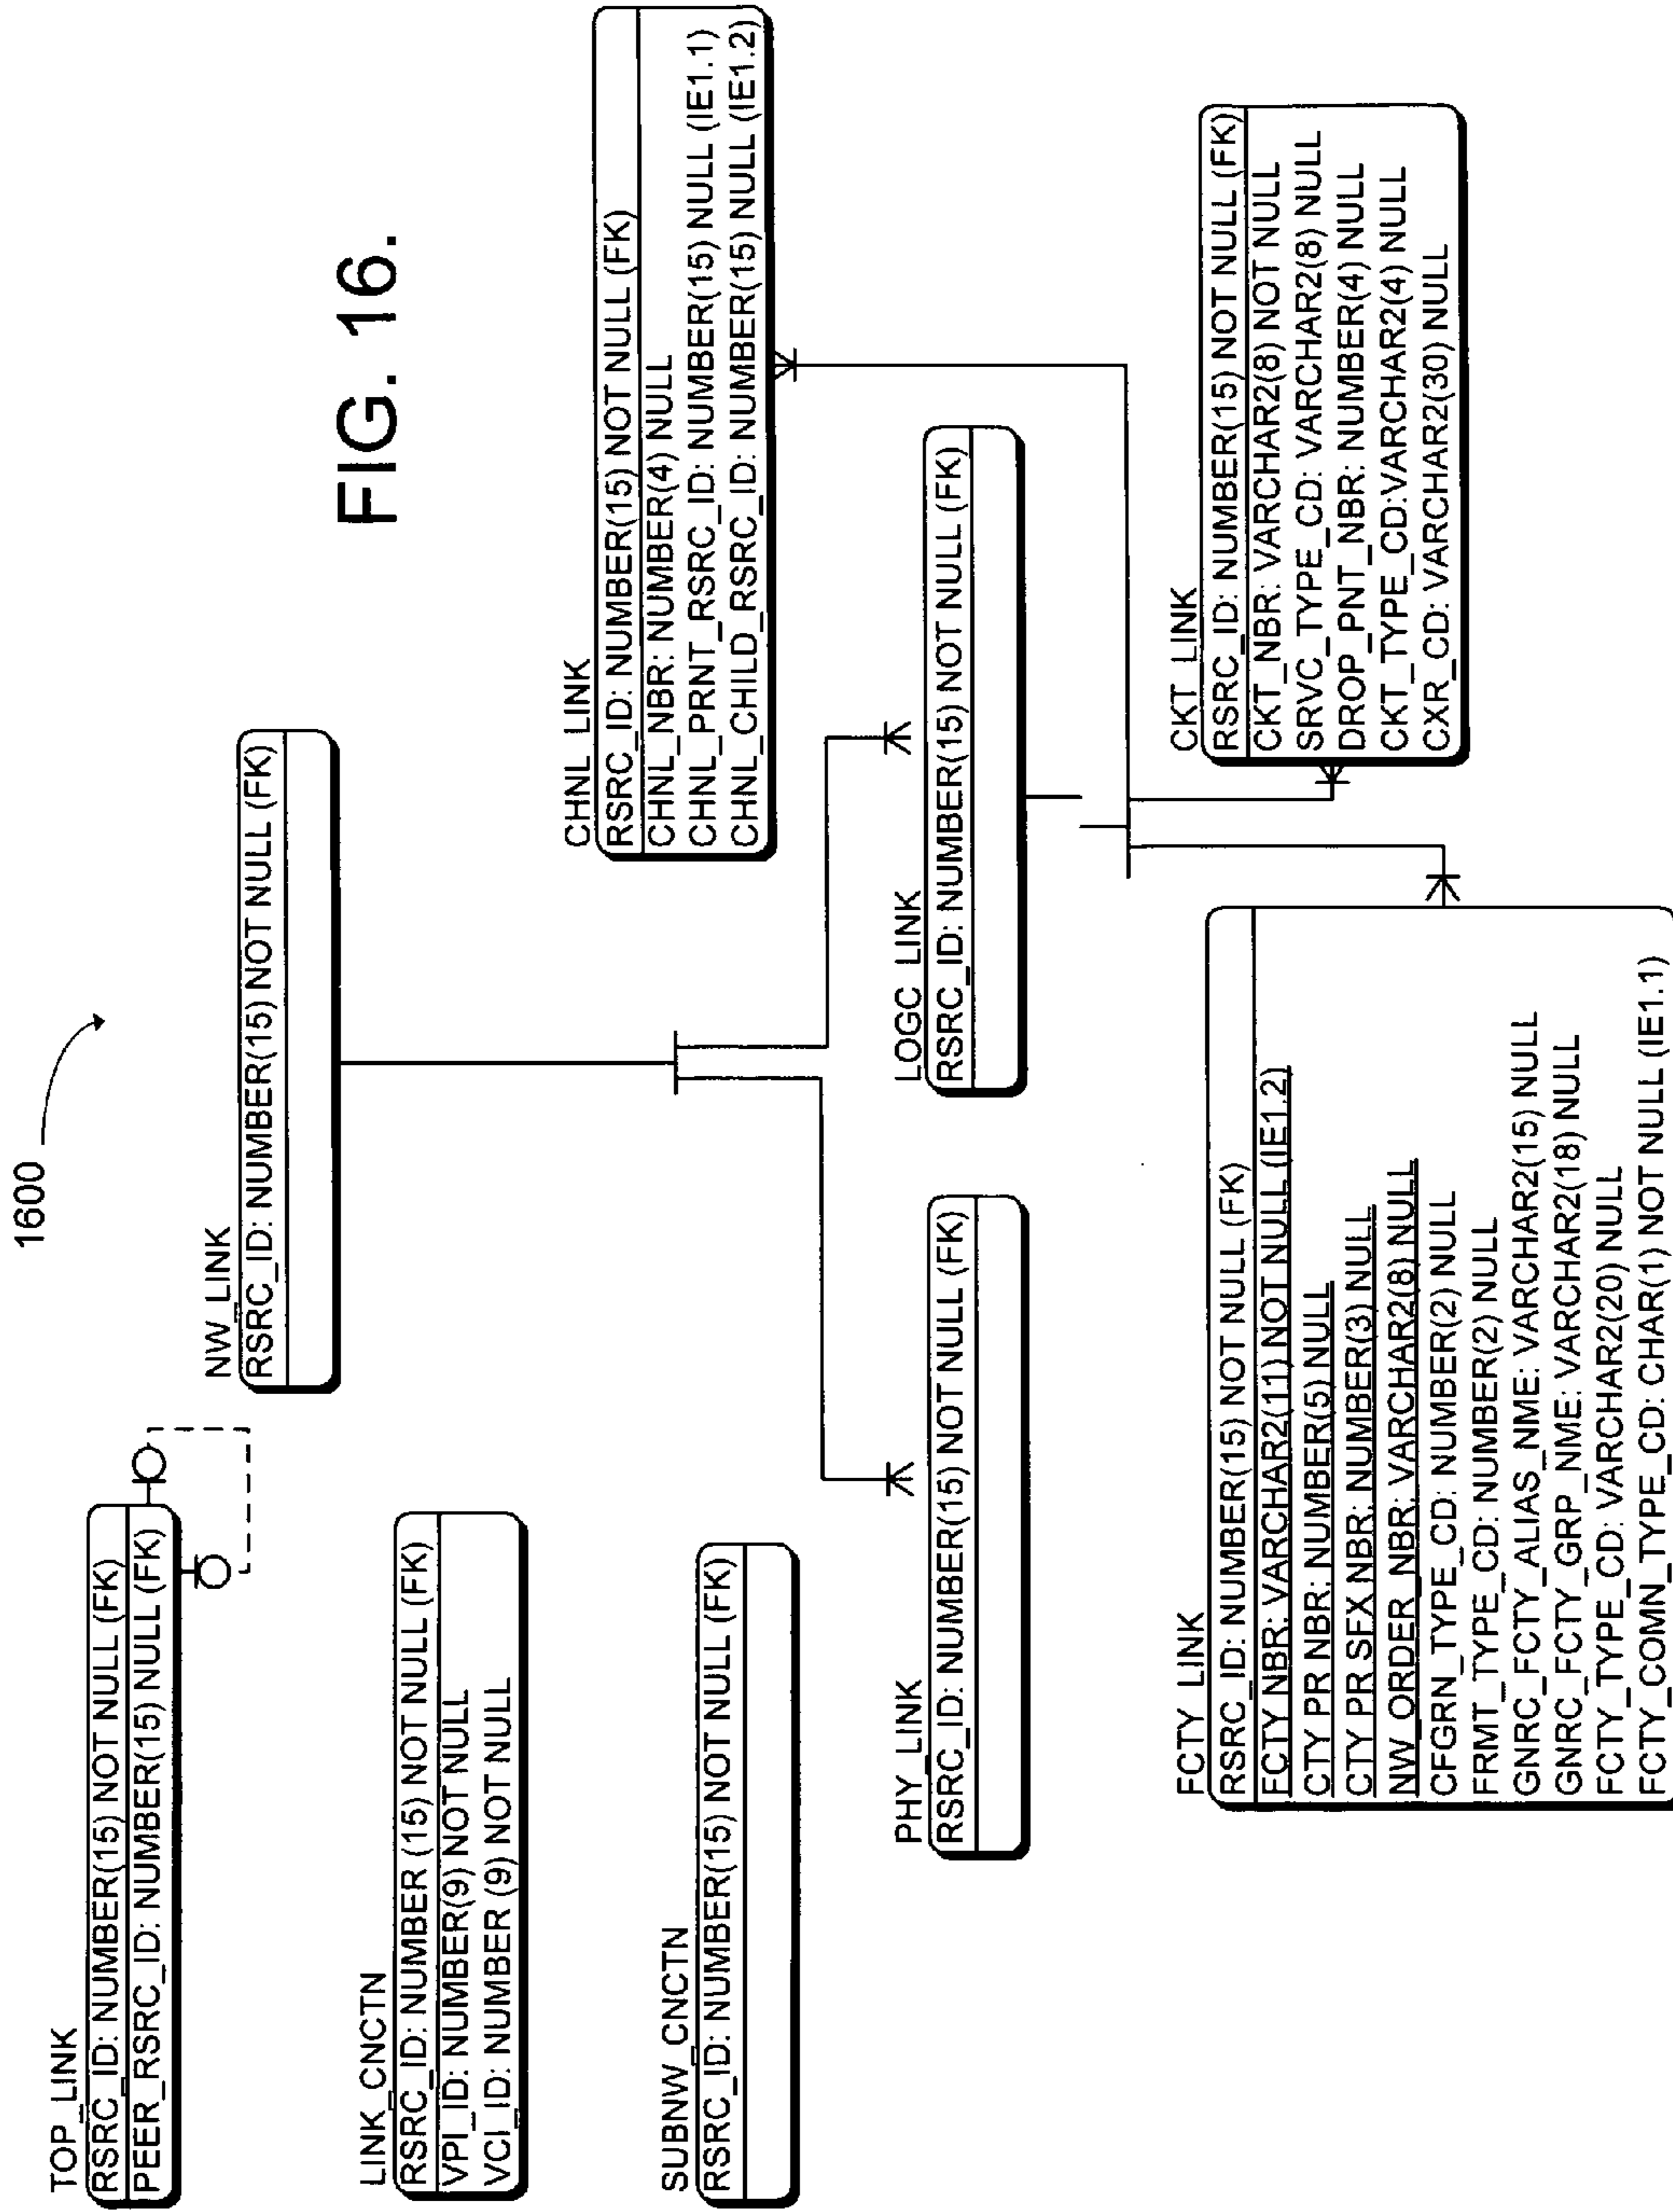 1600
FIG. 16.
TOP_LINK
RSRC_ID: NUMBER(15) NOT NULL (FK)
PEER_RSRC_ID: NUMBER(15) NULL (FK)
LINK_CNCTN
RSRC_ID: NUMBER (15) NOT NULL (FK)
VPI_ID: NUMBER(9) NOT NULL
VCI_ID: NUMBER (9) NOT NULL
SUBNW_CNCTN
RSRC_ID: NUMBER(15) NOT NULL (FK)
NW_LINK
RSRC_ID: NUMBER(15) NOT NULL (FK)
CHNL_LINK
RSRC_ID: NUMBER(15) NOT NULL (FK)
CHNL_NBR: NUMBER(4) NULL
CHNL_PRNT_RSRC_ID: NUMBER(15) NULL (IE1.1)
CHNL_CHILD_RSRC_ID: NUMBER(15) NULL (IE1.2)
PHY_LINK
RSRC_ID: NUMBER(15) NOT NULL (FK)
LOGC_LINK
RSRC_ID: NUMBER(15) NOT NULL (FK)
FCTY_LINK
RSRC_ID: NUMBER(15) NOT NULL (FK)
FCTY NBR: VARCHAR2(11) NOT NULL (IE1.2)
CTY PR NBR: NUMBER(5) NULL
CTY PR SFX NBR: NUMBER(3) NULL
NW_ORDER_NBR: VARCHAR2(8) NULL
CFGRN_TYPE_CD: NUMBER(2) NULL
FRMT_TYPE_CD: NUMBER(2) NULL
GNRC_FCTY_ALIAS_NME: VARCHAR2(15) NULL
GNRC_FCTY_GRP_NME: VARCHAR2(18) NULL
FCTY_TYPE_CD: VARCHAR2(20) NULL
FCTY_COMN_TYPE_CD: CHAR(1) NOT NULL (IE1.1)
CKT_LINK
RSRC_ID: NUMBER(15) NOT NULL (FK)
CKT_NBR: VARCHAR2(8) NOT NULL
SRVC_TYPE_CD: VARCHAR2(8) NULL
DROP_PNT_NBR: NUMBER(4) NULL
CKT_TYPE_CD:VARCHAR2(4) NULL
CXR_CD: VARCHAR2(30) NULL